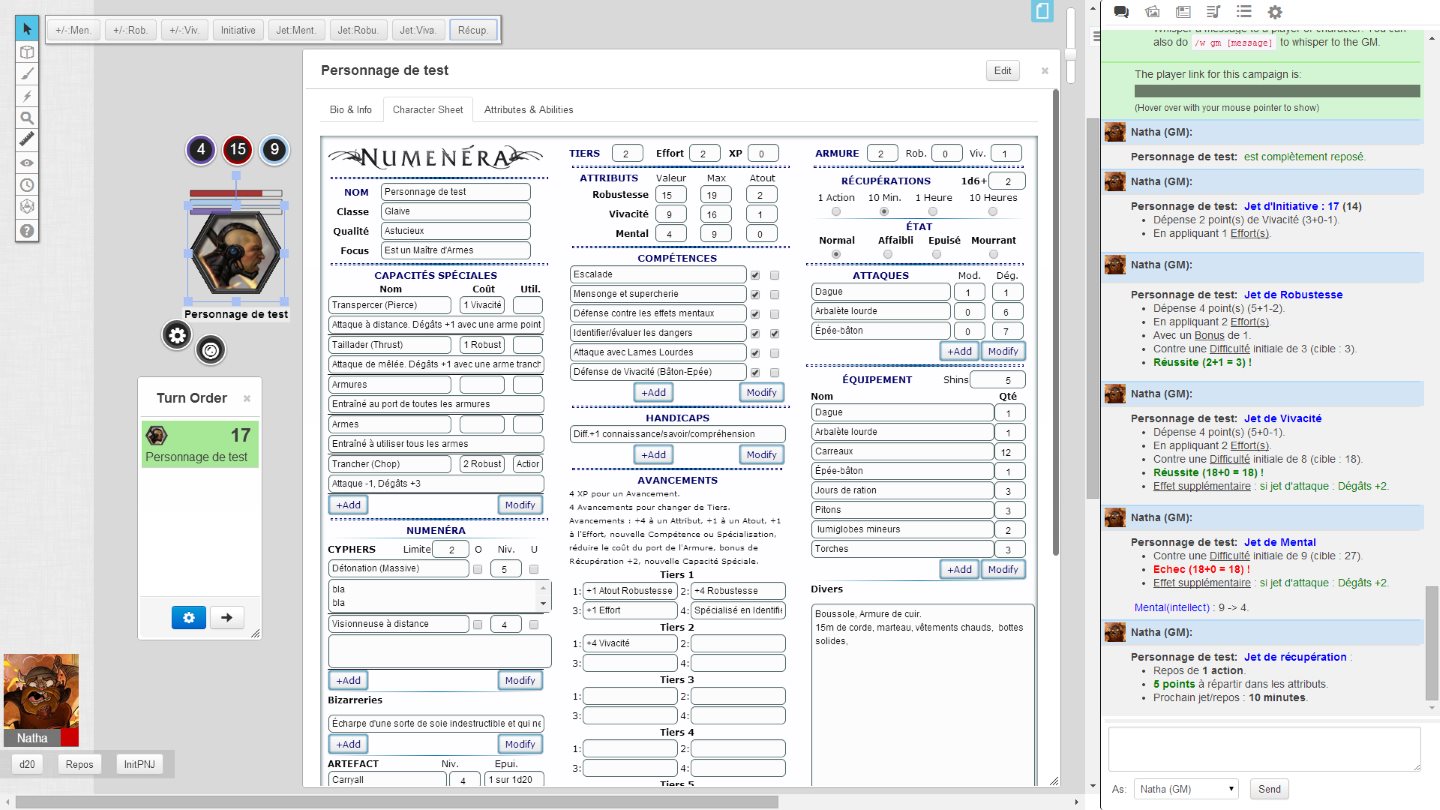 +/-:Men.
+/-:Rob.
+/-:Viv.
Initiative
Jet:Ment.
Jet:Robu.
Jet:Viva.
Récup.
4
15
9
Personnage de test
Turn Order
17
Personnage de test
Natha
d20
Repos
InitPNJ
Personnage de test
Edit
Bio & Info
Character Sheet
Attributes & Abilities
NUMENÉRA
NOM Personnage de test
Classe Glaive
Qualité Astucieux
Focus Est un Maître d'Armes
CAPACITÉS SPÉCIALES
Nom Coût Util.
Transpercer (Pierce) 1 Vivacité
Attaque à distance. Dégâts +1 avec une arme point
Taillader (Thrust) 1 Robust
Attaque de mêlée. Dégâts +1 avec une arme tranch
Armures
Entraîné au port de toutes les armures
Armes
Entraîné à utiliser tous les armes
Trancher (Chop) 2 Robust Action
Attaque -1, Dégâts +3
+Add Modify
NUMENÉRA
CYPHERS Limite 2 O Niv. U
Détonation (Massive) 5
bla
bla
Visionneuse à distance 4
+Add Modify
Bizarreries
Écharpe d'une sorte de soie indestructible et qui ne
+Add Modify
ARTEFACT Niv. Epui.
Carryall 4 1 sur 1d20
TIERS 2 Effort 2 XP 0
ATTRIBUTS Valeur Max Atout
Robustesse 15 19 2
Vivacité 9 16 1
Mental 4 9 0
COMPÉTENCES
Escalade
Mensonge et supercherie
Défense contre les effets mentaux
Identifier/évaluer les dangers
Attaque avec Lames Lourdes
Défense de Vivacité (Bâton-Epée)
+Add Modify
HANDICAPS
Diff.+1 connaissance/savoir/compréhension
+Add Modify
AVANCEMENTS
4 XP pour un Avancement.
4 Avancements pour changer de Tiers.
Avancements : +4 à un Attribut, +1 à un Atout, +1
à l'Effort, nouvelle Compétence ou Spécialisation,
réduire le coût du port de l'Armure, bonus de
Récupération +2, nouvelle Capacité Spéciale.
Tiers 1
1: +1 Atout Robustesse 2: +4 Robustesse
3: +1 Effort 4: Spécialisé en Identifie
Tiers 2
1: +4 Vivacité 2:
3: 4:
Tiers 3
1: 2:
3: 4:
Tiers 4
1: 2:
3: 4:
Tiers 5
ARMURE 2 Rob. 0 Viv. 1
RÉCUPÉRATIONS 1d6+ 2
1 Action 10 Min. 1 Heure 10 Heures
ÉTAT
Normal Affaibli Epuisé Mourrant
ATTAQUES Mod. Dég.
Dague 1 1
Arbalète lourde 0 6
Épée-bâton 0 7
+Add Modify
ÉQUIPEMENT Shins 5
Nom Qté
Dague 1
Arbalète lourde 1
Carreaux 12
Épée-bâton 1
Jours de ration 3
Pitons 3
lumiglobes mineurs 2
Torches 3
+Add Modify
Divers
Boussole, Armure de cuir.
15m de corde, marteau, vêtements chauds, bottes
solides,
Whisper a message to a player or character. You can
also do /w gm [message] to whisper to the GM.
The player link for this campaign is:
(Hover over with your mouse pointer to show)
Natha (GM):
Personnage de test: est complètement reposé.
Natha (GM):
Personnage de test: Jet d'Initiative : 17 (14)
Dépense 2 point(s) de Vivacité (3+0-1).
En appliquant 1 Effort(s).
Natha (GM):
Personnage de test: Jet de Robustesse
Dépense 4 point(s) (5+1-2).
En appliquant 2 Effort(s).
Avec un Bonus de 1.
Contre une Difficulté initiale de 3 (cible : 3).
Réussite (2+1 = 3) !
Natha (GM):
Personnage de test: Jet de Vivacité
Dépense 4 point(s) (5+0-1).
En appliquant 2 Effort(s).
Contre une Difficulté initiale de 8 (cible : 18).
Réussite (18+0 = 18) !
Effet supplémentaire : si jet d'attaque : Dégâts +2.
Natha (GM):
Personnage de test: Jet de Mental
Contre une Difficulté initiale de 9 (cible : 27).
Echec (18+0 = 18) !
Effet supplémentaire : si jet d'attaque : Dégâts +2.
Mental(intellect) : 9 -> 4.
Natha (GM):
Personnage de test: Jet de récupération :
Repos de 1 action.
5 points à répartir dans les attributs.
Prochain jet/repos : 10 minutes.
As: Natha (GM) Send